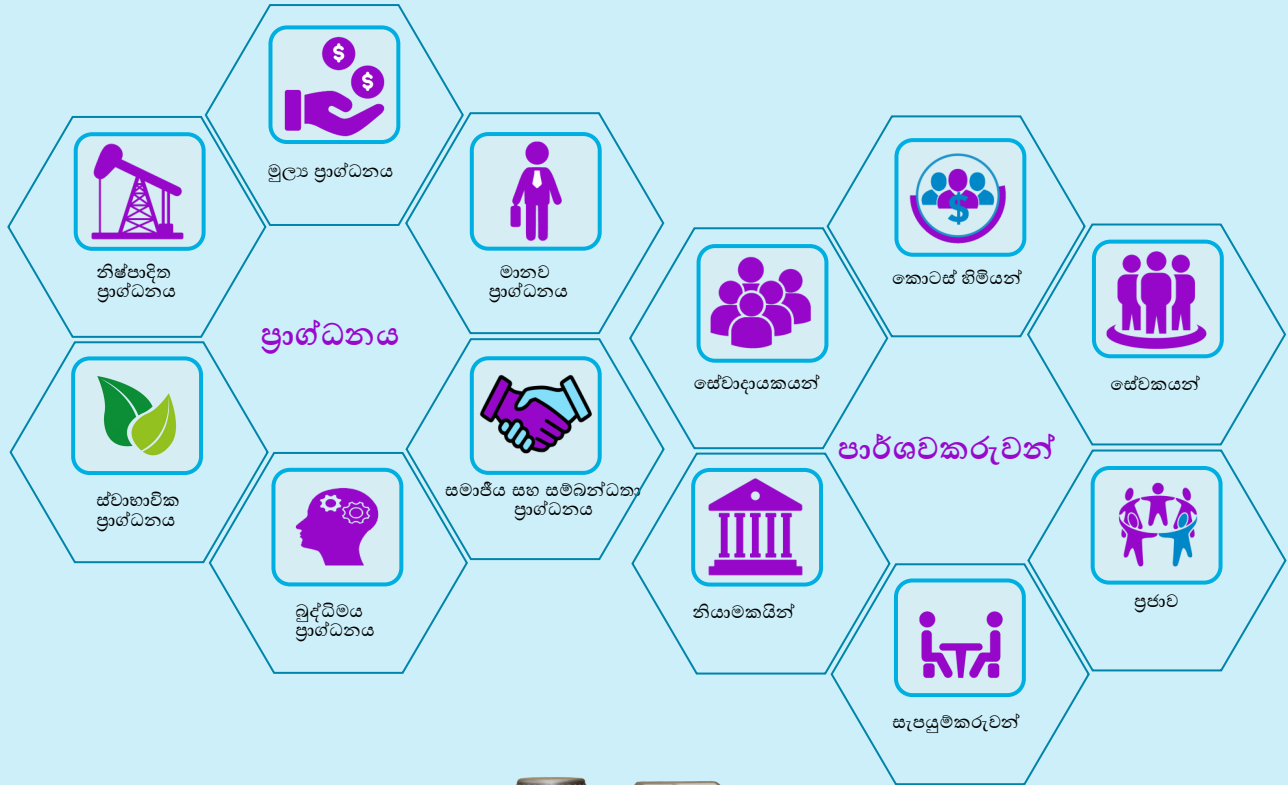 මුල්‍ය ප්‍රාග්ධනය
නිෂ්පාදිත
ප්‍රාග්ධනය
මානව
ප්‍රාග්ධනය
ප්‍රාග්ධනය
ස්වාභාවික
ප්‍රාග්ධනය
සමාජීය සහ සම්බන්ධතා
ප්‍රාග්ධනය
බුද්ධිමය
ප්‍රාග්ධනය
කොටස් හිමියන්
සේවාදායකයන්
සේවකයන්
පාර්ශවකරුවන්
නියාමකයින්
ප්‍රජාව
සැපයුම්කරුවන්